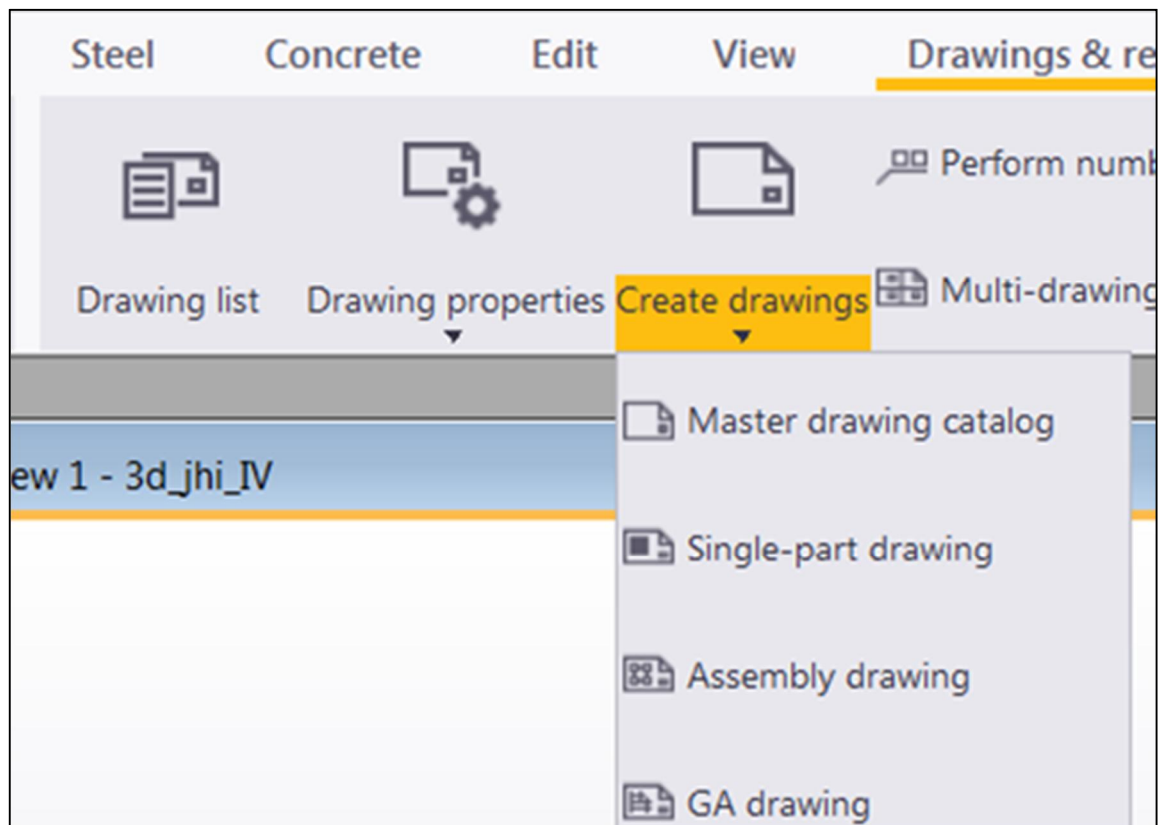 Steel Concrete Edit View Drawings & re
Perform numb
Drawing list Drawing properties Create drawings Multi-drawing
Master drawing catalog
ew 1 - 3d_jhi_IV
Single-part drawing
Assembly drawing
GA drawing